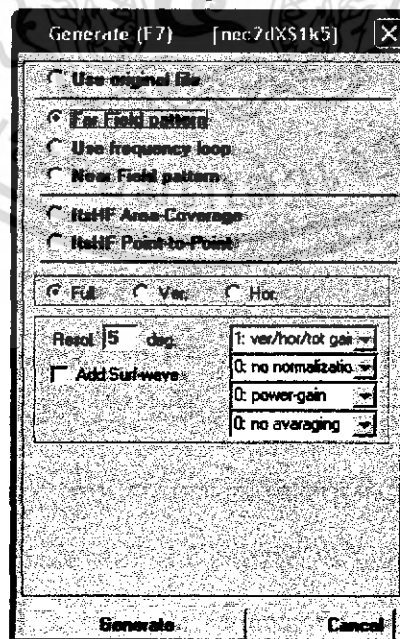 Generate (F7) [nec2dXS1k5]
Use original file
Far Field pattern
Use frequency loop
Near Field pattern
ItsHF Area-Coverage
ItsHF Point-to-Point
Full Ver. Hor.
Resol. 5 deg. 1: ver/hor/tot gai
Add Surf-wave 0: no normalizatio
0: power-gain
0: no avaraging
Generate Cancel